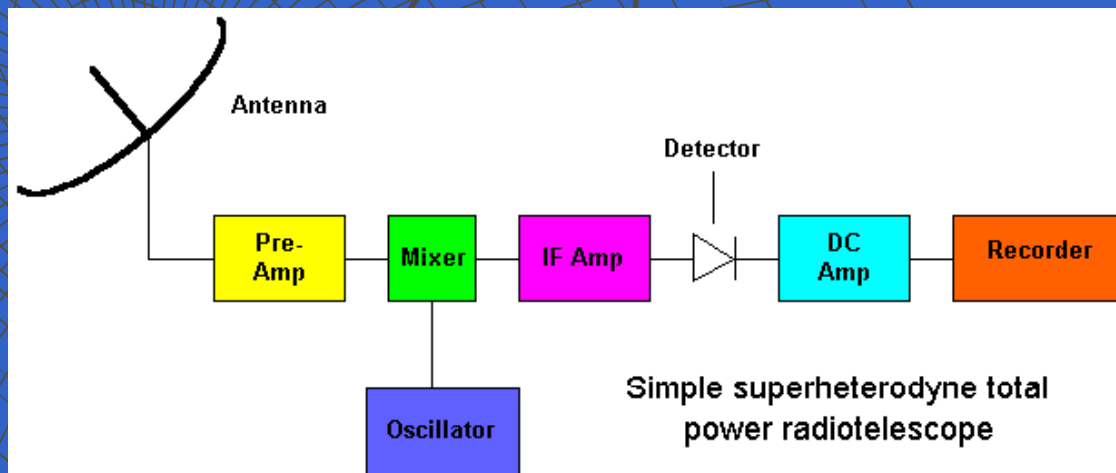 Antenna
Detector
Pre-
Amp
Mixer
IF Amp
DC
Amp
Recorder
Oscillator
Simple superheterodyne total
power radiotelescope